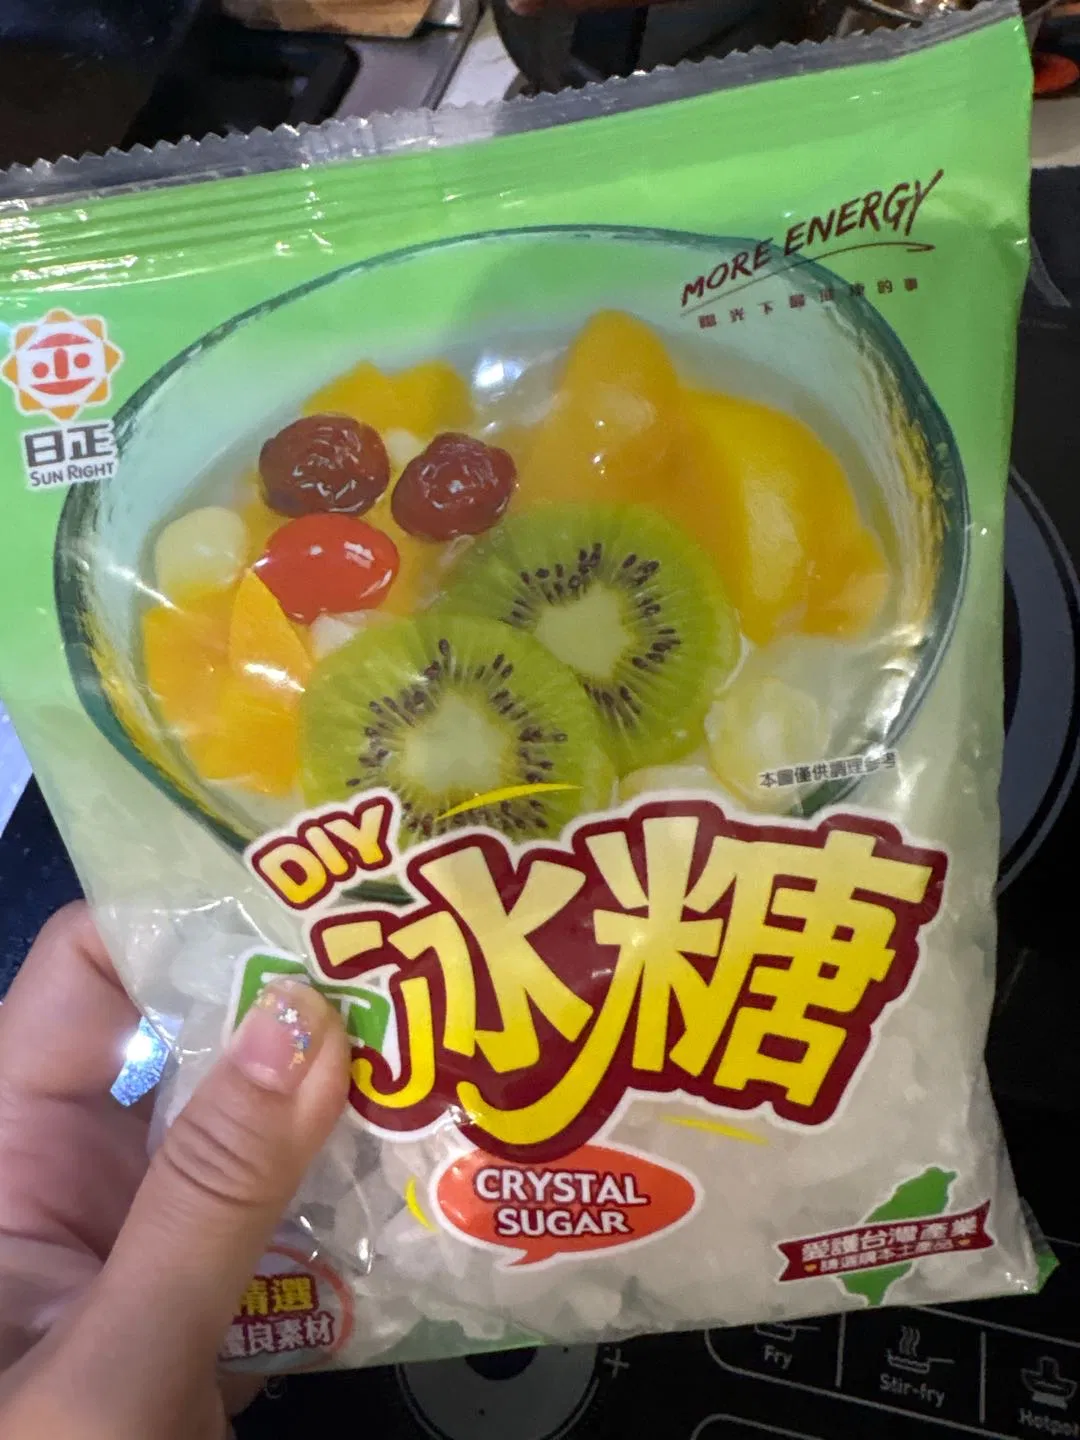 MORE ENERGY
日正
SUN RIGHT
本圖僅供調理參考
DIY
冰糖
CRYSTAL
SUGAR
愛護台灣產業
精選
優良素材
Fry
Stir-fry
Hotpot